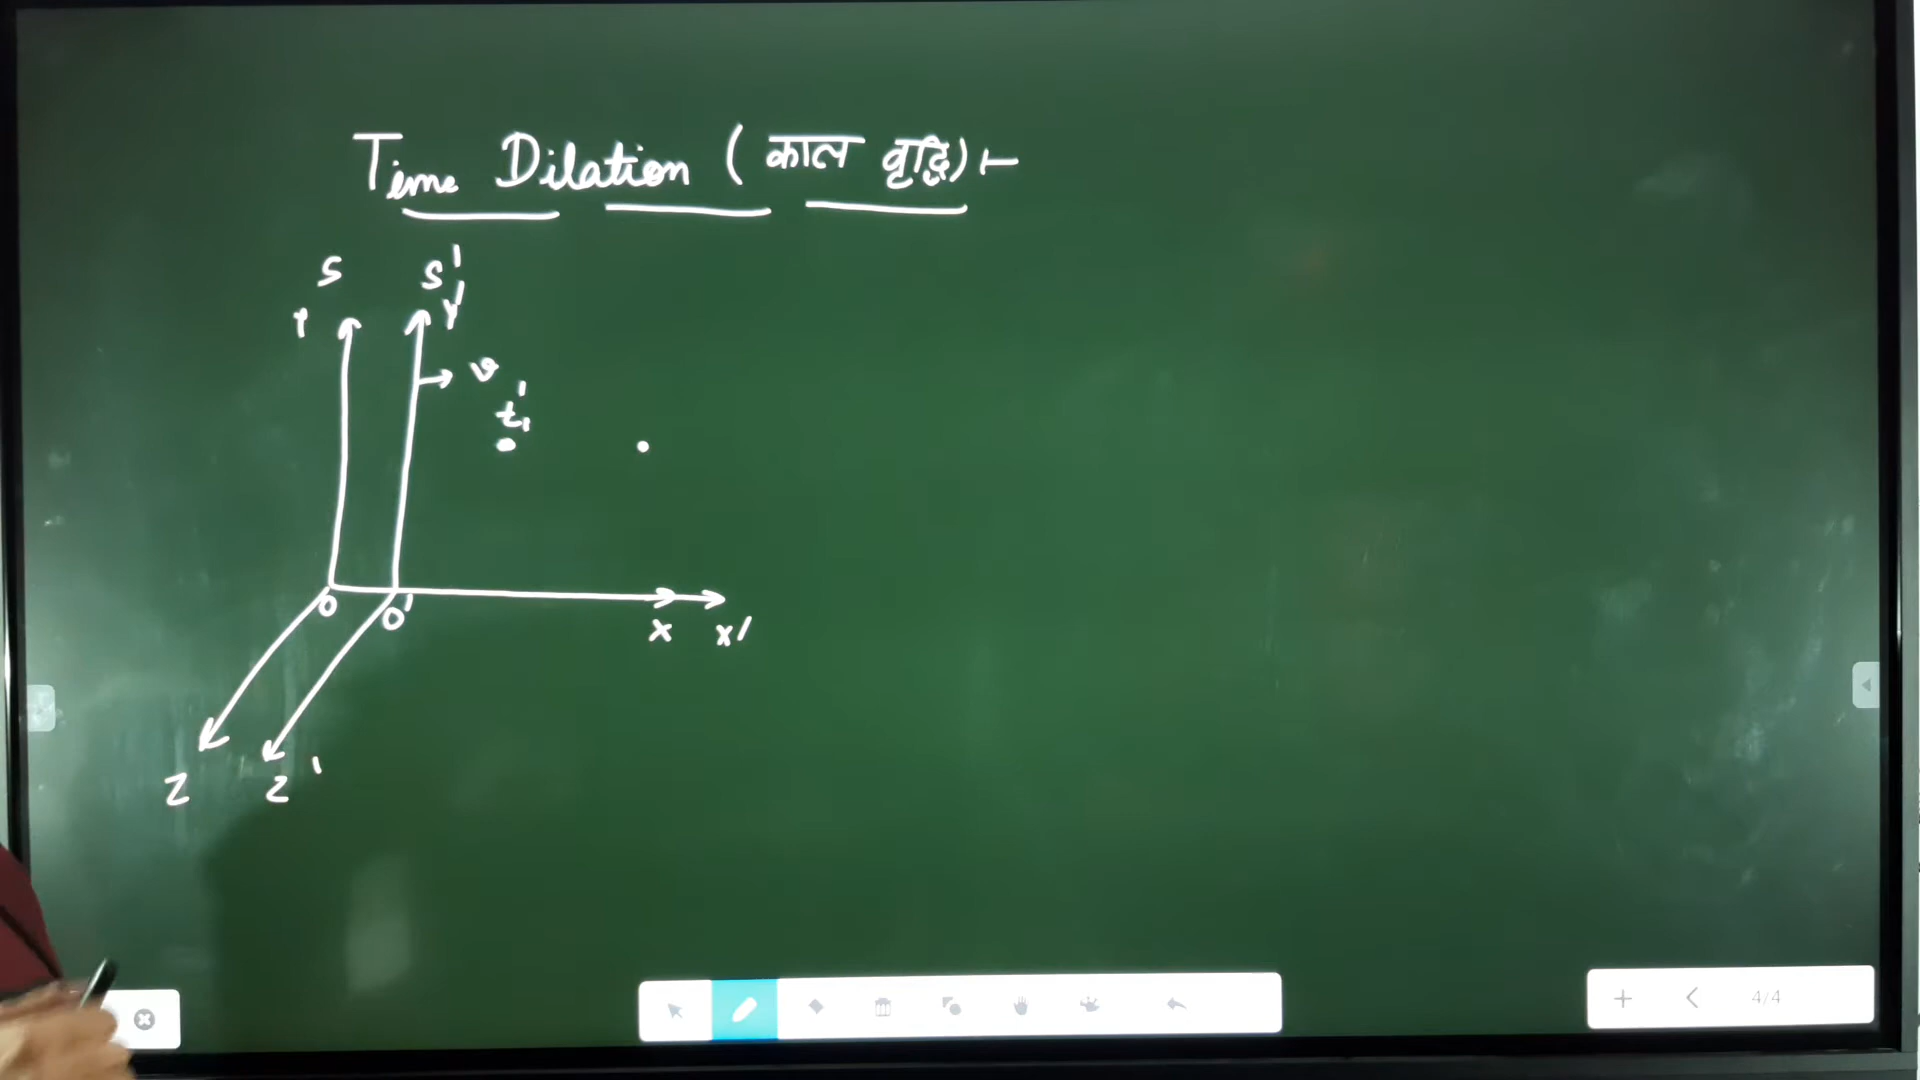 Time Dilation ( काल वृद्धि) :-
S S'
Y Y'
v
t₁'
O O'
X X'
Z Z'
4/4